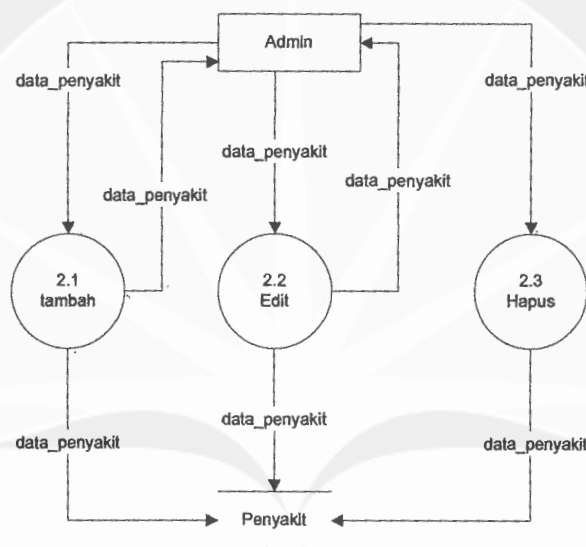 Admin
data_penyakit
data_penyakit
data_penyakit
data_penyakit
data_penyakit
2.1
tambah
2.2
Edit
2.3
Hapus
data_penyakit
data_penyakit
data_penyakit
Penyakit